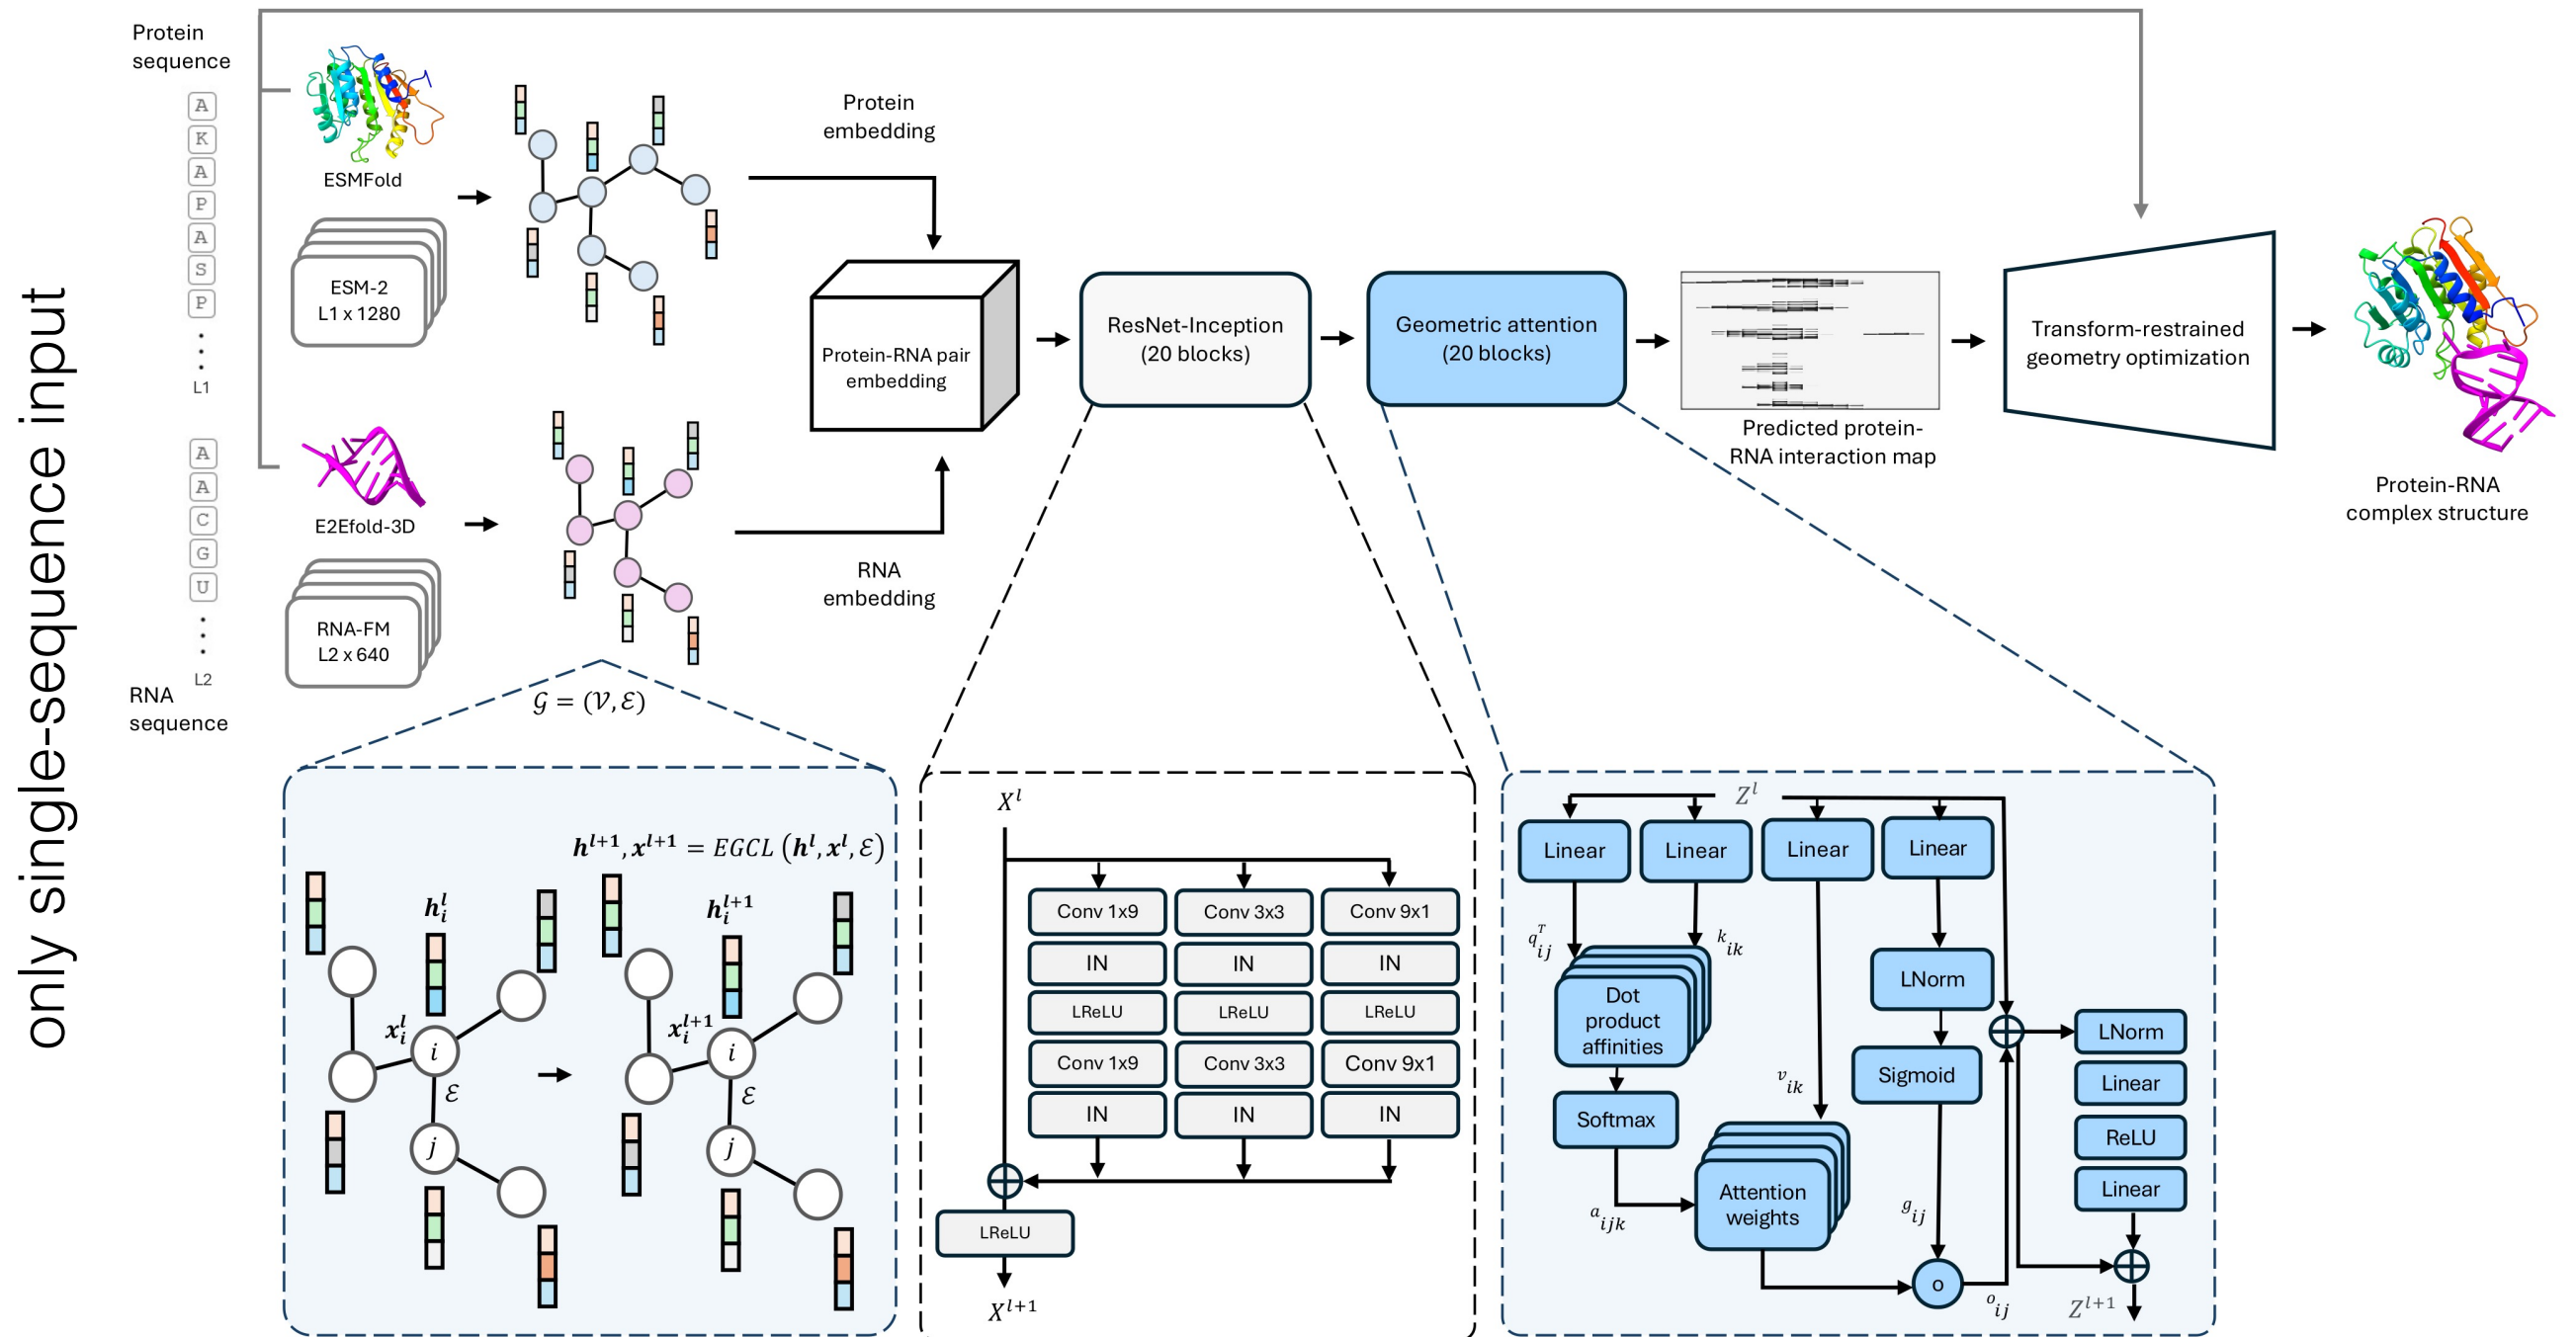 only single-sequence input
Protein
sequence
A
K
A
P
A
S
P
L1
A
A
C
G
U
L2
RNA
sequence
ESMFold
ESM-2
L1 x 1280
E2Efold-3D
RNA-FM
L2 x 640
Protein
embedding
RNA
embedding
Protein-RNA pair
embedding
ResNet-Inception
(20 blocks)
Geometric attention
(20 blocks)
Predicted protein-
RNA interaction map
Transform-restrained
geometry optimization
Protein-RNA
complex structure
𝒢 = (𝒱, ℰ)
h^{l+1}, x^{l+1} = EGCL (h^l, x^l, ℰ)
h_i^l
x_i^l
i
ℰ
j
h_i^{l+1}
x_i^{l+1}
i
ℰ
j
X^l
Conv 1x9
Conv 3x3
Conv 9x1
IN
IN
IN
LReLU
LReLU
LReLU
Conv 1x9
Conv 3x3
Conv 9x1
IN
IN
IN
LReLU
X^{l+1}
Z^l
Linear
Linear
Linear
Linear
q_{ij}^T
k_{ik}
Dot
product
affinities
Softmax
a_{ijk}
v_{ik}
Attention
weights
LNorm
Sigmoid
g_{ij}
o
o_{ij}
LNorm
Linear
ReLU
Linear
Z^{l+1}